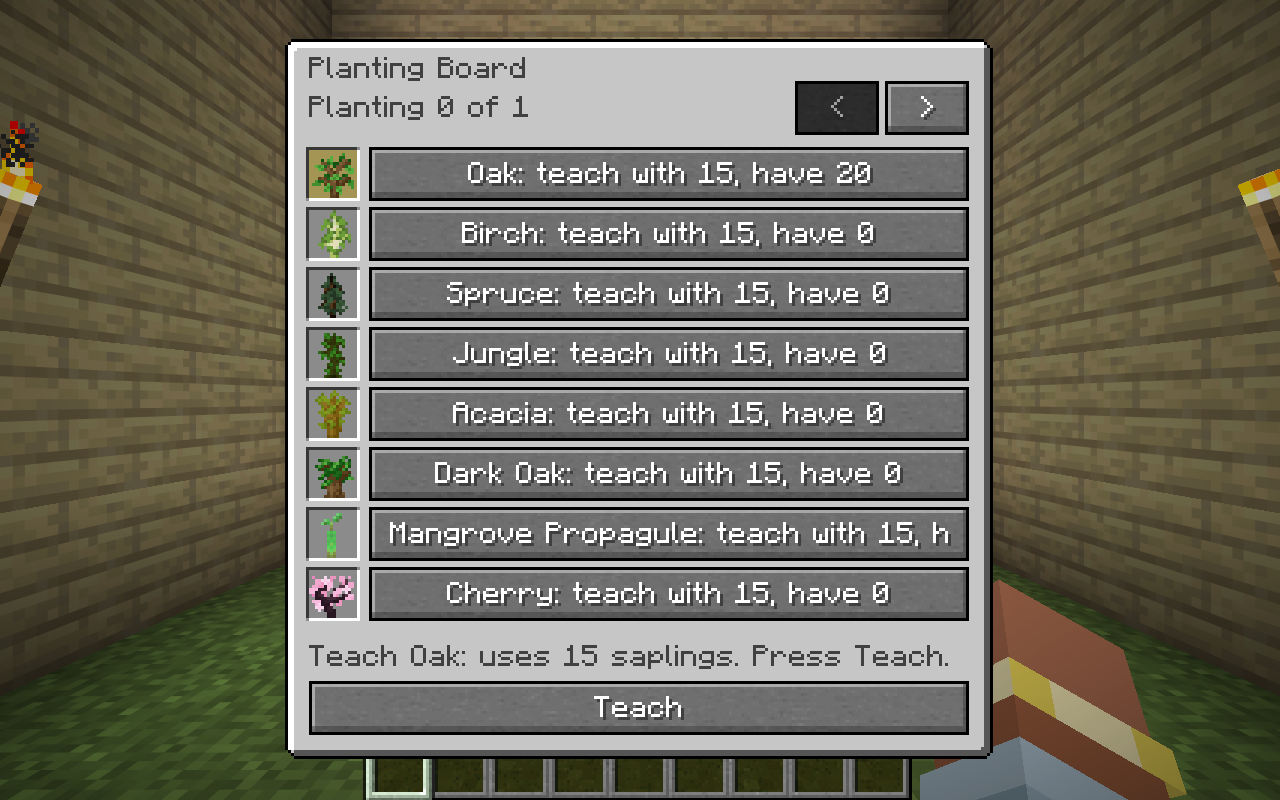 Planting Board
Planting 0 of 1
< >
Oak: teach with 15, have 20
Birch: teach with 15, have 0
Spruce: teach with 15, have 0
Jungle: teach with 15, have 0
Acacia: teach with 15, have 0
Dark Oak: teach with 15, have 0
Mangrove Propagule: teach with 15, h
Cherry: teach with 15, have 0
Teach Oak: uses 15 saplings. Press Teach.
Teach